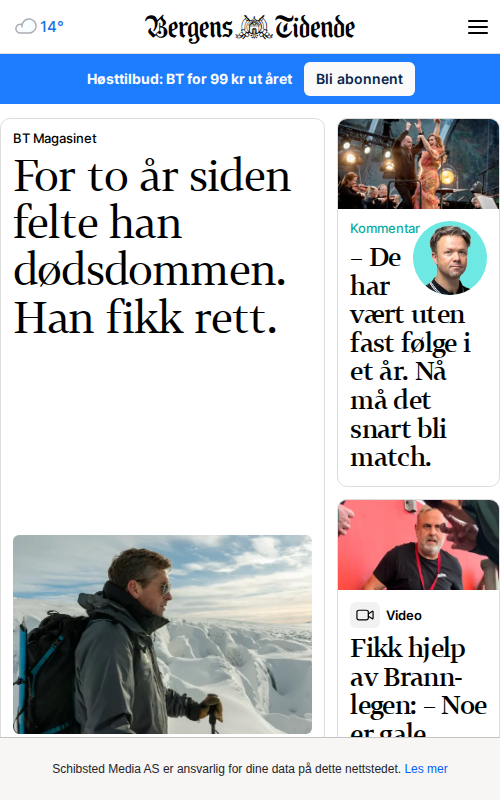 14°
Bergens Tidende
Høsttilbud: BT for 99 kr ut året
Bli abonnent
BT Magasinet
For to år siden
felte han
dødsdommen.
Han fikk rett.
Kommentar
– De
har
vært uten
fast følge i
et år. Nå
må det
snart bli
match.
Video
Fikk hjelp
av Brann-
legen: – Noe
er gale
Schibsted Media AS er ansvarlig for dine data på dette nettstedet. Les mer